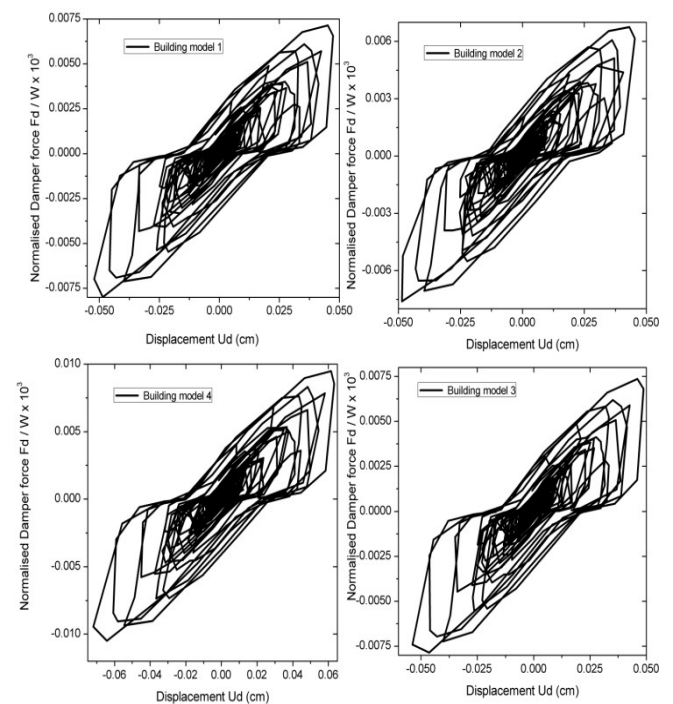 0.0075
0.0050
0.0025
0.0000
-0.0025
-0.0050
-0.0075
Normalised Damper force Fd / W x 10³
Building model 1
-0.050 -0.025 0.000 0.025 0.050
Displacement Ud (cm)
0.006
0.003
0.000
-0.003
-0.006
Normalised Damper force Fd / W x 10³
Building model 2
-0.050 -0.025 0.000 0.025 0.050
Displacement Ud (cm)
0.010
0.005
0.000
-0.005
-0.010
Normalised Damper force Fd / W x 10³
Building model 4
-0.06 -0.04 -0.02 0.00 0.02 0.04 0.06
Displacement Ud (cm)
0.0075
0.0050
0.0025
0.0000
-0.0025
-0.0050
-0.0075
Normalised Damper force Fd / W x 10³
Building model 3
-0.050 -0.025 0.000 0.025 0.050
Displacement Ud (cm)